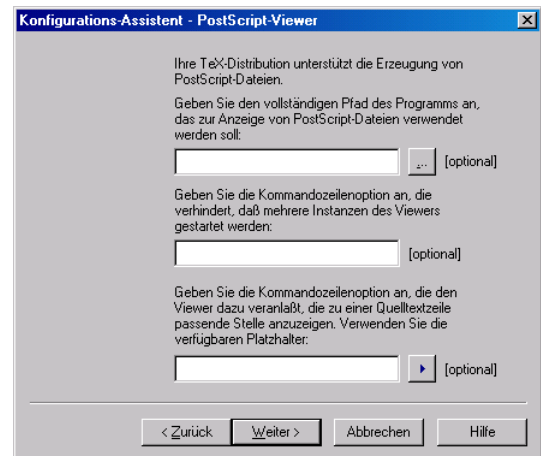 Konfigurations-Assistent - PostScript-Viewer
Ihre TeX-Distribution unterstützt die Erzeugung von
PostScript-Dateien.
Geben Sie den vollständigen Pfad des Programms an,
das zur Anzeige von PostScript-Dateien verwendet
werden soll:
... [optional]
Geben Sie die Kommandozeilenoption an, die
verhindert, daß mehrere Instanzen des Viewers
gestartet werden:
[optional]
Geben Sie die Kommandozeilenoption an, die den
Viewer dazu veranlaßt, die zu einer Quelltextzeile
passende Stelle anzuzeigen. Verwenden Sie die
verfügbaren Platzhalter:
[optional]
< Zurück Weiter > Abbrechen Hilfe